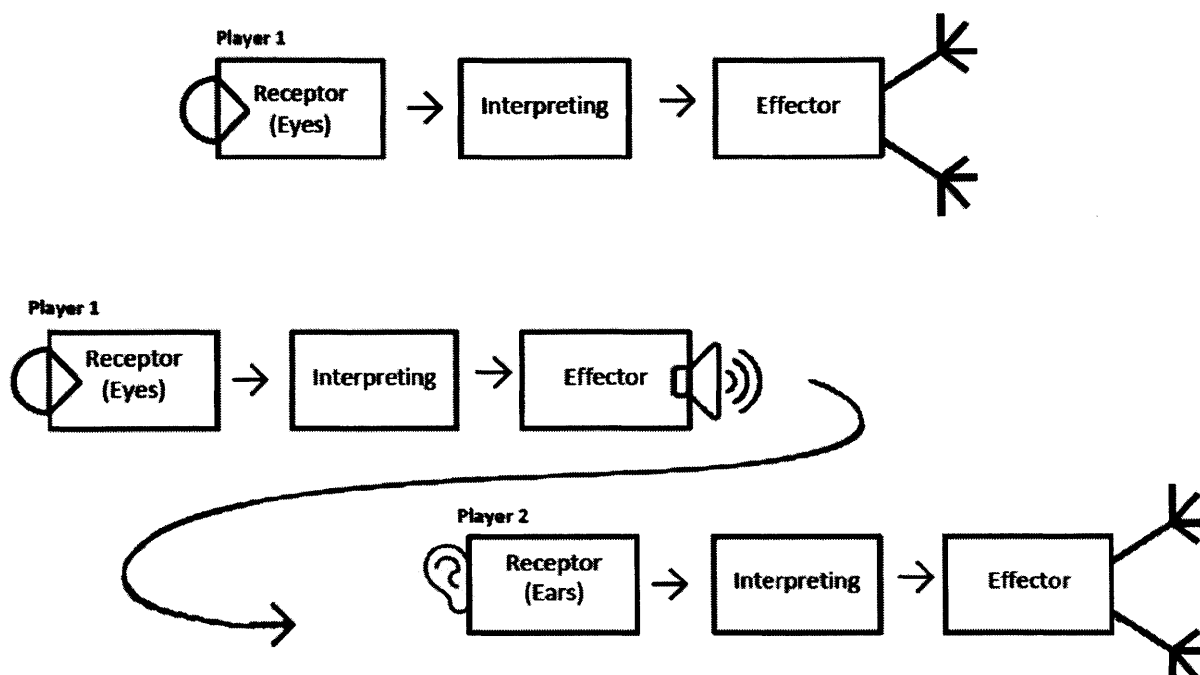 Player 1
Receptor
(Eyes)
Interpreting
Effector
Player 1
Receptor
(Eyes)
Interpreting
Effector
Player 2
Receptor
(Ears)
Interpreting
Effector